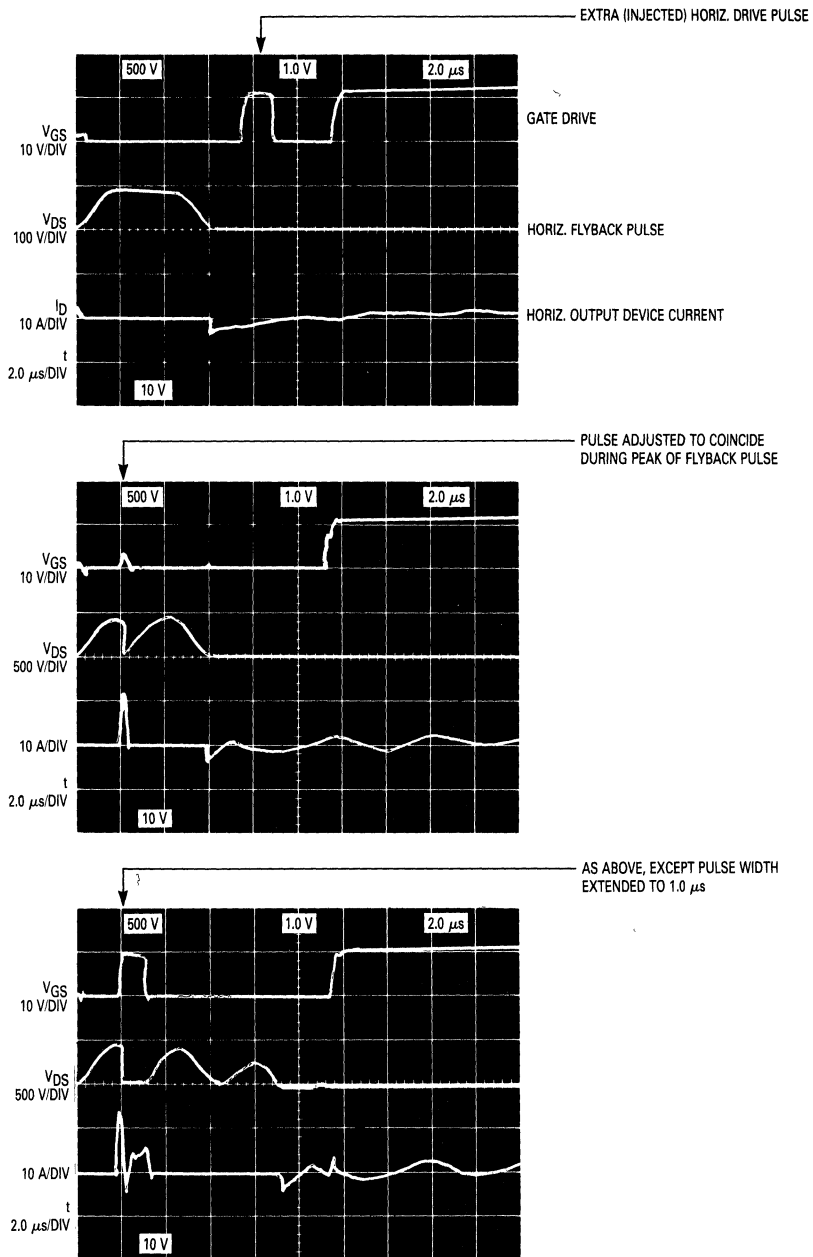 EXTRA (INJECTED) HORIZ. DRIVE PULSE
500 V
1.0 V
2.0 μs
VGS
10 V/DIV
GATE DRIVE
VDS
100 V/DIV
HORIZ. FLYBACK PULSE
ID
10 A/DIV
HORIZ. OUTPUT DEVICE CURRENT
t
2.0 μs/DIV
10 V
PULSE ADJUSTED TO COINCIDE
DURING PEAK OF FLYBACK PULSE
500 V
1.0 V
2.0 μs
VGS
10 V/DIV
VDS
500 V/DIV
10 A/DIV
t
2.0 μs/DIV
10 V
AS ABOVE, EXCEPT PULSE WIDTH
EXTENDED TO 1.0 μs
500 V
1.0 V
2.0 μs
VGS
10 V/DIV
VDS
500 V/DIV
10 A/DIV
t
2.0 μs/DIV
10 V